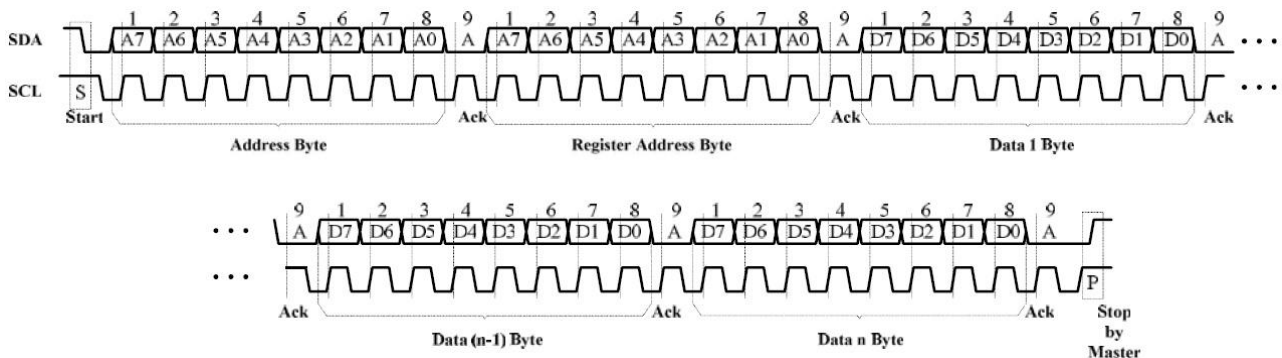 1 2 3 4 5 6 7 8 9 1 2 3 4 5 6 7 8 9 1 2 3 4 5 6 7 8 9
SDA A7 A6 A5 A4 A3 A2 A1 A0 A A7 A6 A5 A4 A3 A2 A1 A0 A D7 D6 D5 D4 D3 D2 D1 D0 A
SCL S
Start Ack Ack Ack
Address Byte Register Address Byte Data 1 Byte
9 1 2 3 4 5 6 7 8 9 1 2 3 4 5 6 7 8 9
A D7 D6 D5 D4 D3 D2 D1 D0 A D7 D6 D5 D4 D3 D2 D1 D0 A
P
Ack Ack Ack Stop
Data (n-1) Byte Data n Byte by
Master